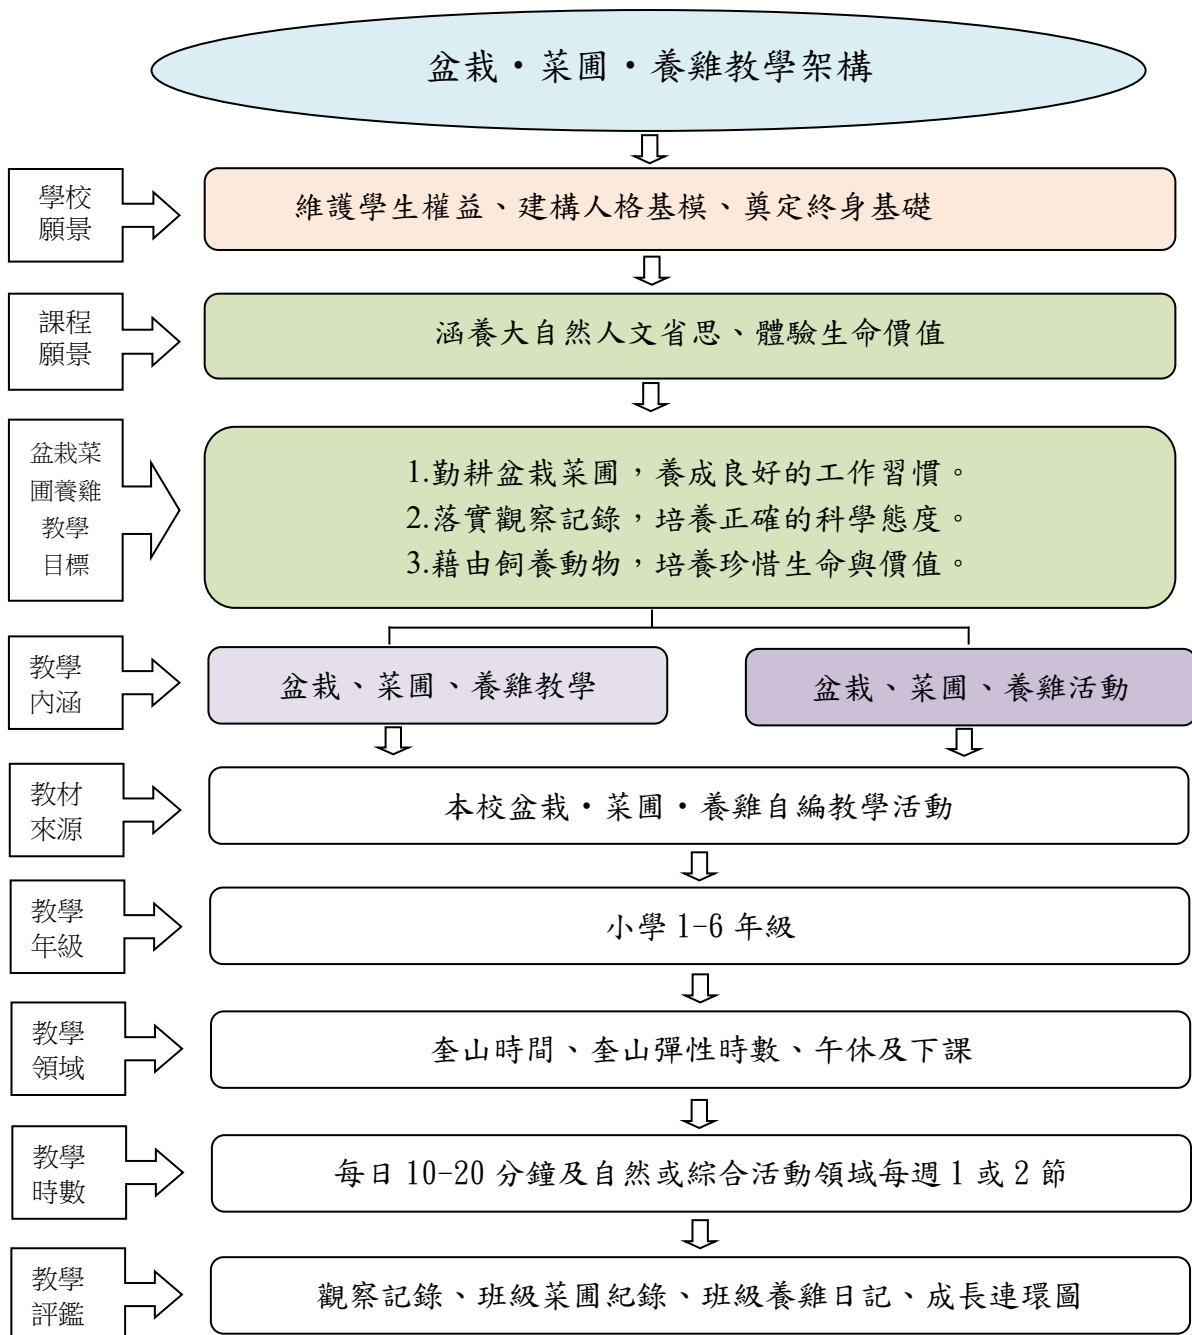 盆栽‧菜圃‧養雞教學架構
學校
願景
維護學生權益、建構人格基模、奠定終身基礎
課程
願景
涵養大自然人文省思、體驗生命價值
盆栽菜
圃養雞
教學
目標
1.勤耕盆栽菜圃，養成良好的工作習慣。
2.落實觀察記錄，培養正確的科學態度。
3.藉由飼養動物，培養珍惜生命與價值。
教學
內涵
盆栽、菜圃、養雞教學
盆栽、菜圃、養雞活動
教材
來源
本校盆栽‧菜圃‧養雞自編教學活動
教學
年級
小學 1-6 年級
教學
領域
奎山時間、奎山彈性時數、午休及下課
教學
時數
每日 10-20 分鐘及自然或綜合活動領域每週 1 或 2 節
教學
評鑑
觀察記錄、班級菜圃紀錄、班級養雞日記、成長連環圖